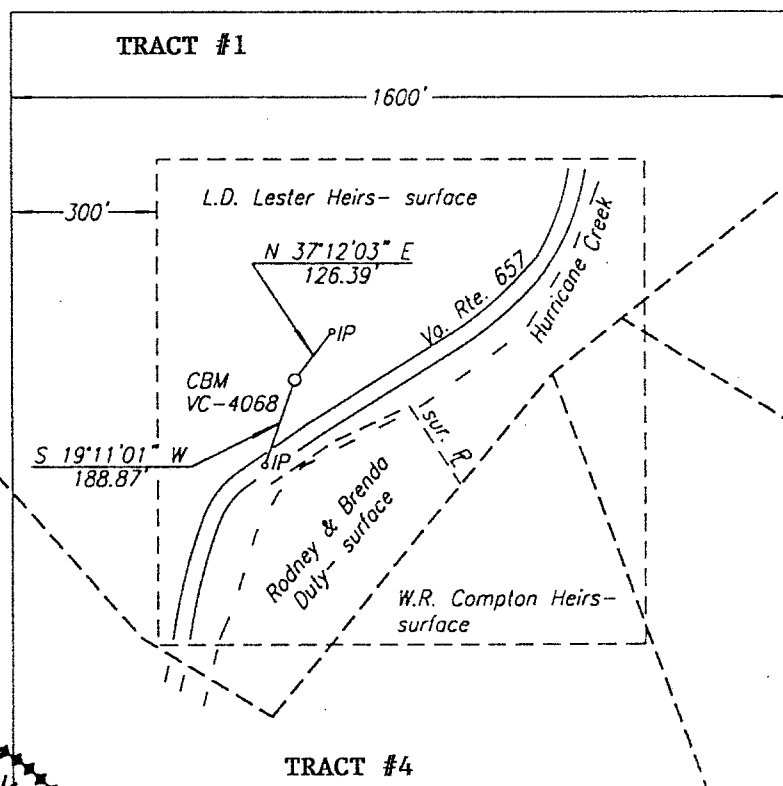 TRACT #1
1600'
L.D. Lester Heirs- surface
300'
N 37°12'03" E
126.39'
Va. Rte. 657
Hurricane Creek
IP
CBM
VC-4068
sur. P
S 19°11'01" W
188.87'
IP
Rodney & Brenda
Duty- surface
W.R. Compton Heirs-
surface
TRACT #4